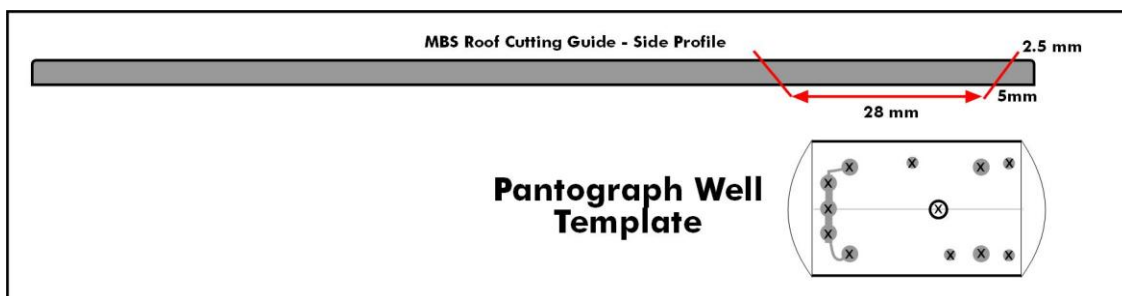 MBS Roof Cutting Guide - Side Profile
2.5 mm
5mm
28 mm
Pantograph Well
Template
X X X X
X
X X
X
X X X X